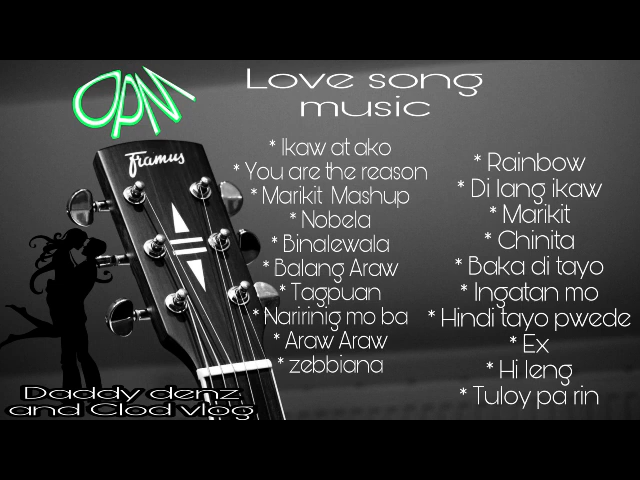 OPM
Love song
music
Framus
* Ikaw at ako
* You are the reason
* Marikit Mashup
* Nobela
* Binalewala
* Balang Araw
* Tagpuan
* Naririnig mo ba
* Araw Araw
* zebbiana
* Rainbow
* Di lang ikaw
* Marikit
* Chinita
* Baka di tayo
* Ingatan mo
* Hindi tayo pwede
* Ex
* Hi leng
* Tuloy pa rin
Daddy denz
and Clod vlog